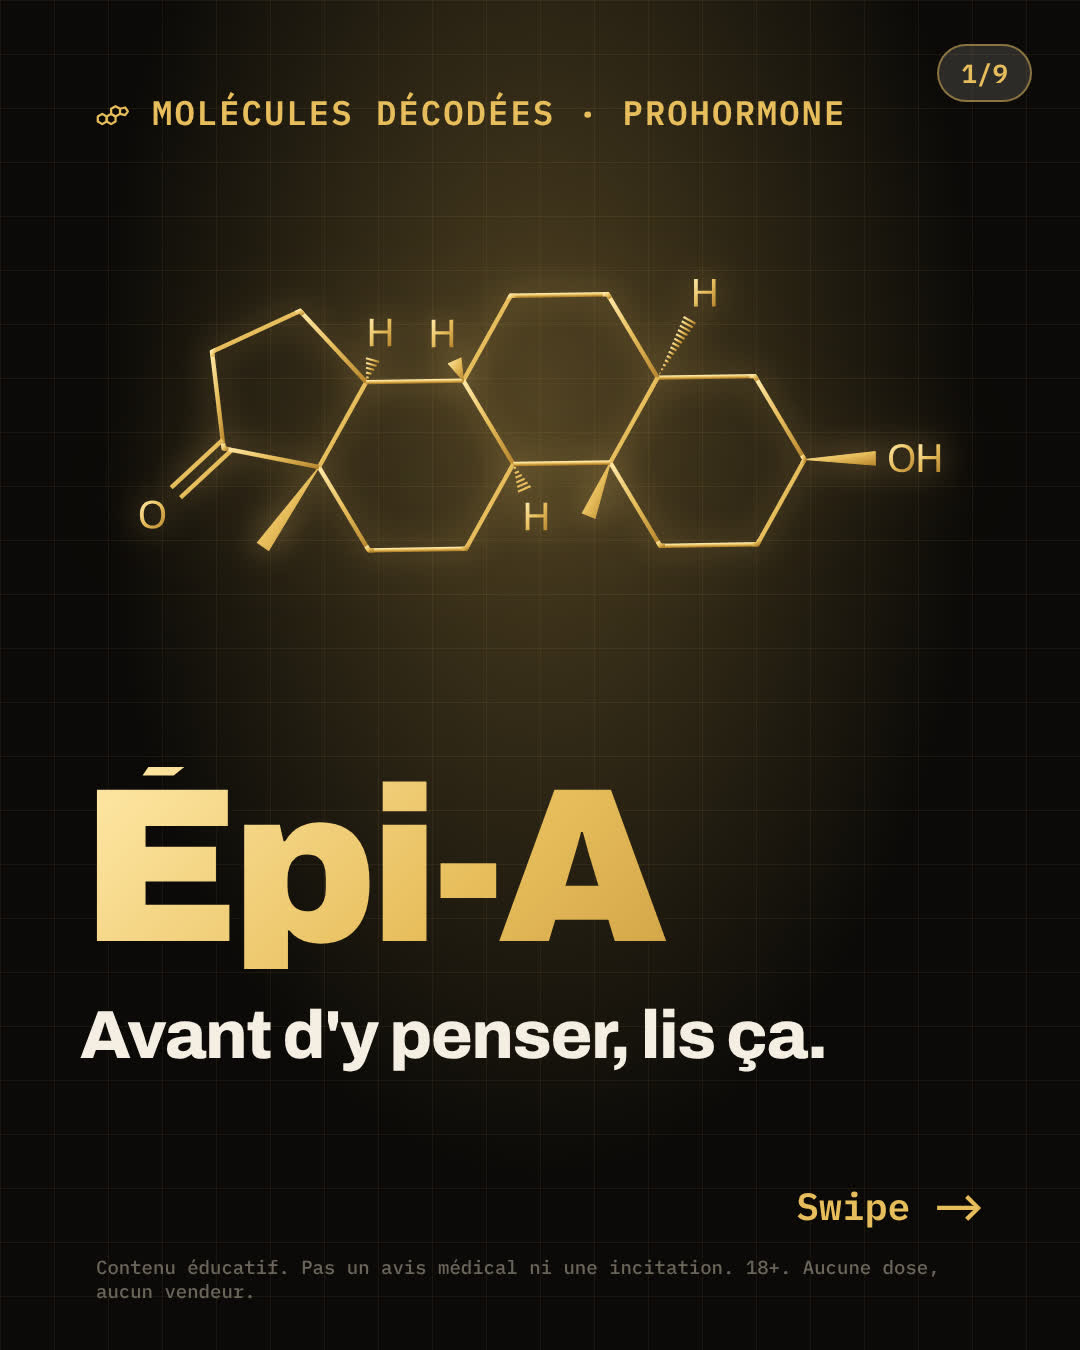 1/9
MOLÉCULES DÉCODÉES · PROHORMONE
H
H H
O
H
OH
Épi-A
Avant d'y penser, lis ça.
Swipe →
Contenu éducatif. Pas un avis médical ni une incitation. 18+. Aucune dose,
aucun vendeur.